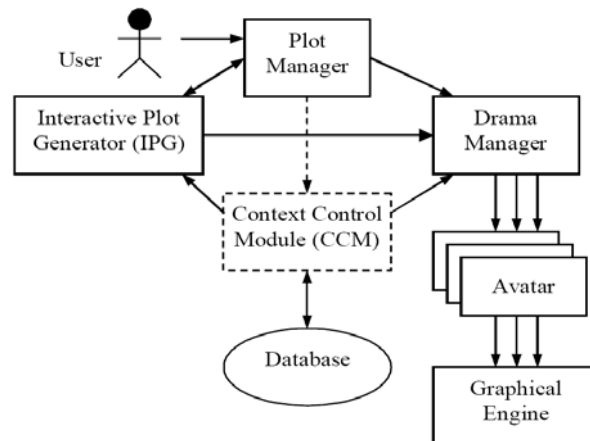 User
Plot
Manager
Interactive Plot
Generator (IPG)
Drama
Manager
Context Control
Module (CCM)
Avatar
Database
Graphical
Engine